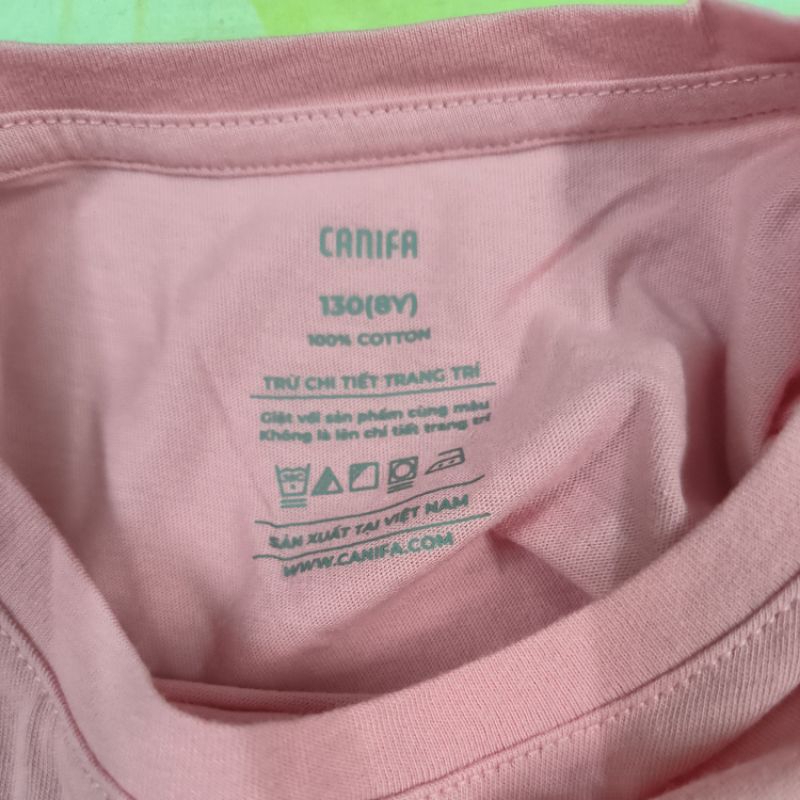 CANIFA
130(8Y)
100% COTTON
TRỪ CHI TIẾT TRANG TRÍ
Giặt với sản phẩm cùng màu
Không là lên chi tiết trang trí
SẢN XUẤT TẠI VIỆT NAM
WWW.CANIFA.COM